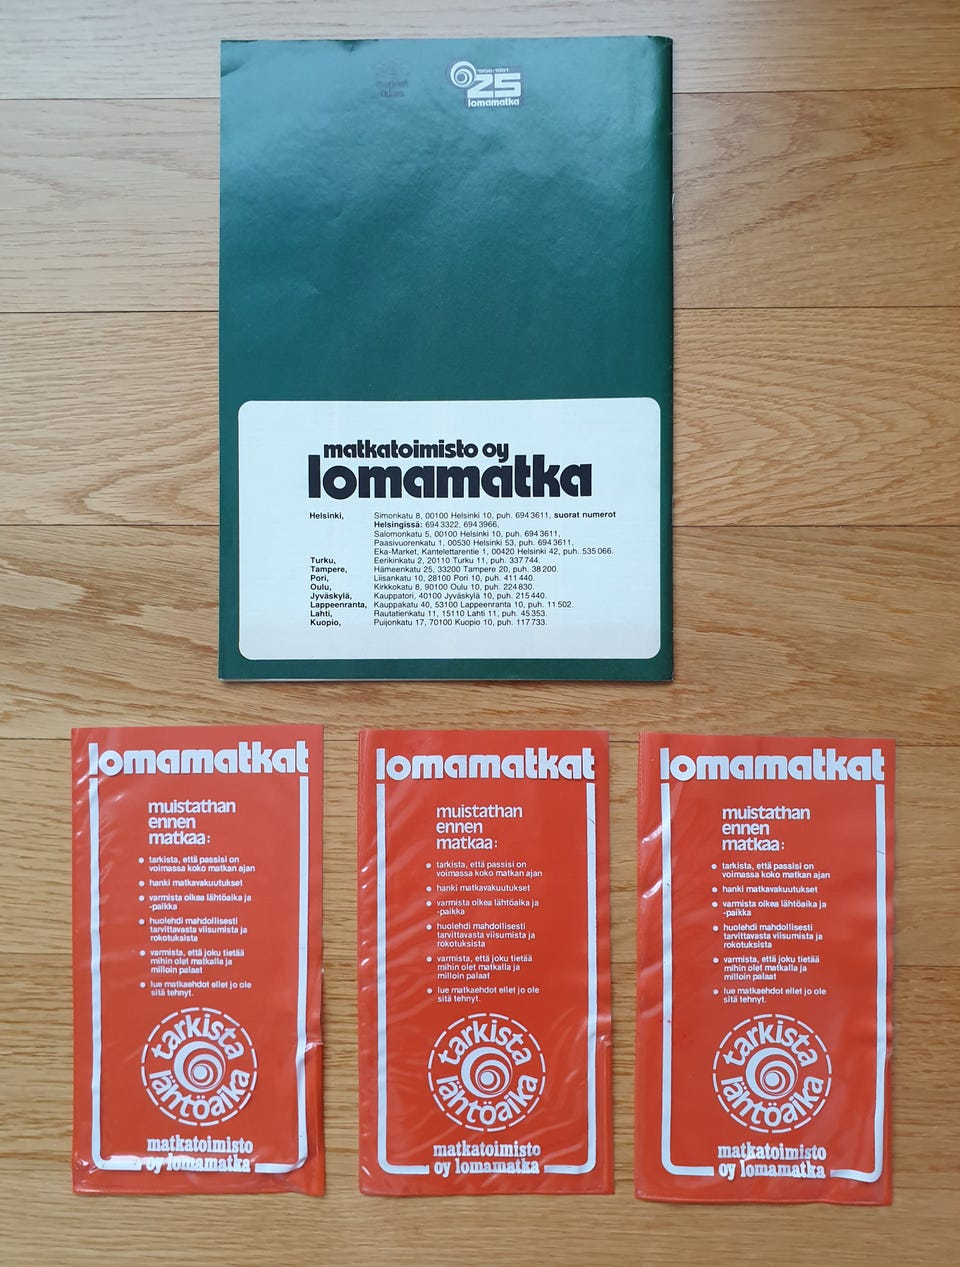 1956-1981
25
lomamatka
matkatoimisto oy
lomamatka
Helsinki, Simonkatu 8, 00100 Helsinki 10, puh. 694 3611, suorat numerot
Helsingissä: 694 3322, 694 3966,
Salomonkatu 5, 00100 Helsinki 10, puh. 694 3611,
Paasivuorenkatu 1, 00530 Helsinki 53, puh. 694 3611,
Eka-Market, Kantelettarentie 1, 00420 Helsinki 42, puh. 535 066.
Turku, Eerikinkatu 2, 20110 Turku 11, puh. 337 744.
Tampere, Hämeenkatu 25, 33200 Tampere 20, puh. 38 200.
Pori, Liisankatu 10, 28100 Pori 10, puh. 411 440.
Oulu, Kirkkokatu 8, 90100 Oulu 10, puh. 224 830.
Jyväskylä, Kauppatori, 40100 Jyväskylä 10, puh. 215 440.
Lappeenranta, Kauppakatu 40, 53100 Lappeenranta 10, puh. 11 502.
Lahti, Rautatienkatu 11, 15110 Lahti 11, puh. 45 353.
Kuopio, Puijonkatu 17, 70100 Kuopio 10, puh. 117 733.
lomamatkat
muistathan
ennen
matkaa:
tarkista, että passisi on
voimassa koko matkan ajan
hanki matkavakuutukset
varmista oikea lähtöaika ja
-paikka
huolehdi mahdollisesti
tarvittavasta viisumista ja
rokotuksista
varmista, että joku tietää
mihin olet matkalla ja
milloin palaat
lue matkaehdot ellet jo ole
sitä tehnyt.
tarkista
lähtöaika
matkatoimisto
oy lomamatka
lomamatkat
muistathan
ennen
matkaa:
tarkista, että passisi on
voimassa koko matkan ajan
hanki matkavakuutukset
varmista oikea lähtöaika ja
-paikka
huolehdi mahdollisesti
tarvittavasta viisumista ja
rokotuksista
varmista, että joku tietää
mihin olet matkalla ja
milloin palaat
lue matkaehdot ellet jo ole
sitä tehnyt.
tarkista
lähtöaika
matkatoimisto
oy lomamatka
lomamatkat
muistathan
ennen
matkaa:
tarkista, että passisi on
voimassa koko matkan ajan
hanki matkavakuutukset
varmista oikea lähtöaika ja
-paikka
huolehdi mahdollisesti
tarvittavasta viisumista ja
rokotuksista
varmista, että joku tietää
mihin olet matkalla ja
milloin palaat
lue matkaehdot ellet jo ole
sitä tehnyt.
tarkista
lähtöaika
matkatoimisto
oy lomamatka